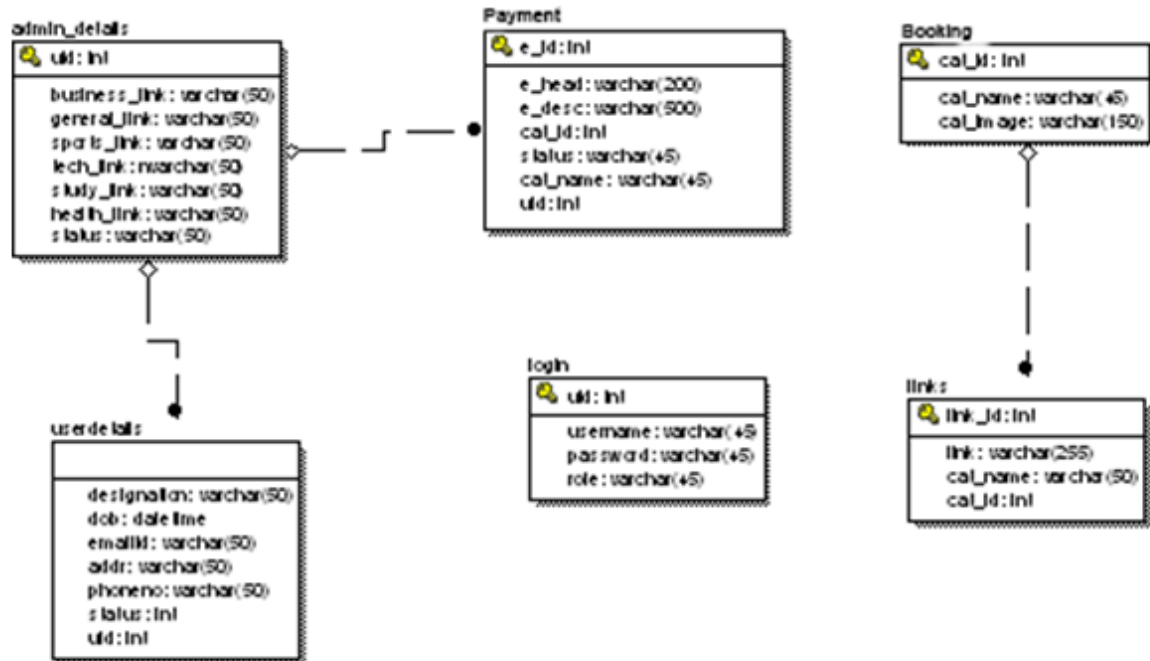 admin_details
uid: int
business_link: varchar(50)
general_link: varchar(50)
sports_link: varchar(50)
tech_link: nvarchar(50)
study_link: varchar(50)
health_link: varchar(50)
status: varchar(50)
Payment
e_id: int
e_head: varchar(200)
e_desc: varchar(500)
cat_id: int
status: varchar(45)
cat_name: varchar(45)
uid: int
Booking
cat_id: int
cat_name: varchar(45)
cat_image: varchar(150)
userdetails
designation: varchar(50)
dob: datetime
emailid: varchar(50)
addr: varchar(50)
phoneno: varchar(50)
status: int
uid: int
login
uid: int
username: varchar(45)
password: varchar(45)
role: varchar(45)
links
link_id: int
link: varchar(255)
cat_name: varchar(50)
cat_id: int